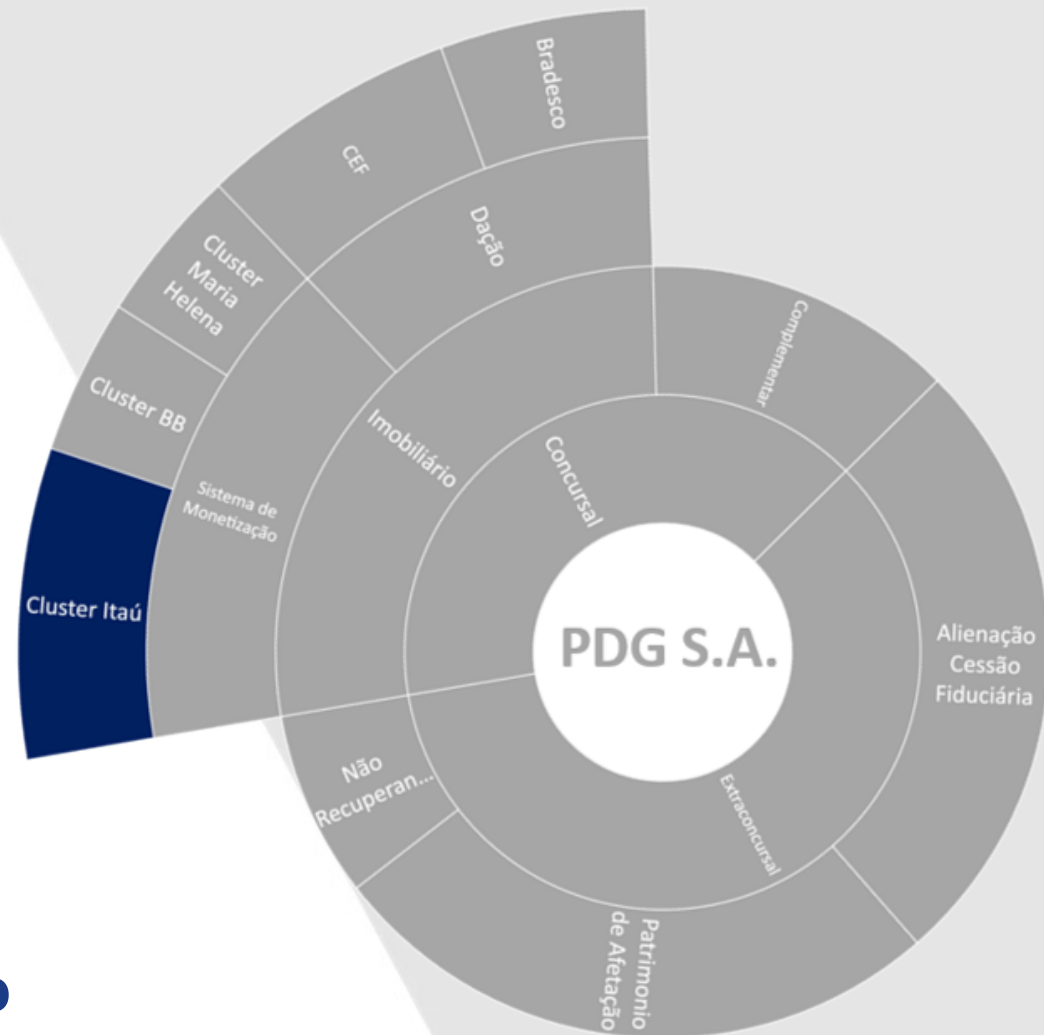 Bradesco
CEF
Dação
Cluster
Maria
Helena
Cluster BB
Cluster Itaú
Sistema de
Monetização
Imobiliário
Concursal
Complementar
PDG S.A.
Alienação
Cessão
Fiduciária
Extraconcursal
Não
Recuperan...
Patrimonio
de Afetação